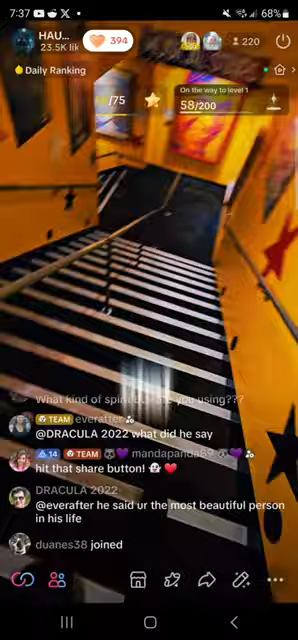 7:37
68%
HAU...
23.5K lik
394
220
Daily Ranking
/75
On the way to level 1
58/200
What kind of spiri are you using???
TEAM everafter
@DRACULA 2022 what did he say
14 TEAM mandapanda89
hit that share button!
DRACULA 2022
@everafter he said ur the most beautiful person
in his life
duanes38 joined